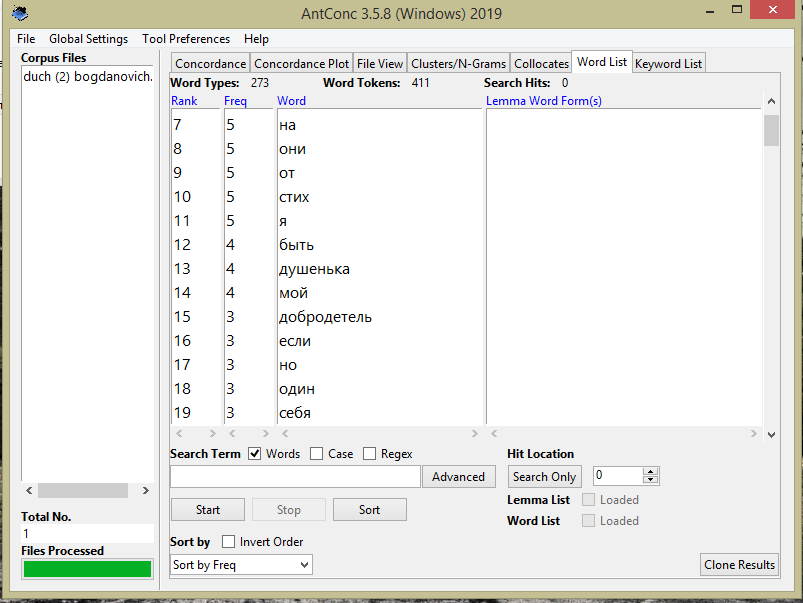 AntConc 3.5.8 (Windows) 2019
File Global Settings Tool Preferences Help
Corpus Files
duch (2) bogdanovich.
Concordance Concordance Plot File View Clusters/N-Grams Collocates Word List Keyword List
Word Types: 273 Word Tokens: 411 Search Hits: 0
Rank Freq Word Lemma Word Form(s)
7 5 на
8 5 они
9 5 от
10 5 стих
11 5 я
12 4 быть
13 4 душенька
14 4 мой
15 3 добродетель
16 3 если
17 3 но
18 3 один
19 3 себя
Search Term Words Case Regex Hit Location
Advanced Search Only 0
Start Stop Sort Lemma List Loaded
Word List Loaded
Sort by Invert Order
Sort by Freq Clone Results
Total No.
1
Files Processed